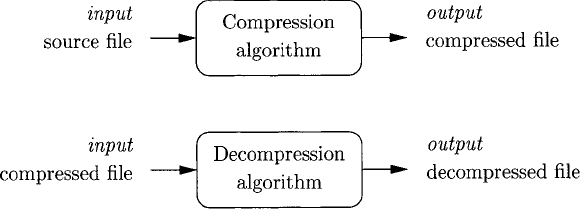 input
source file
Compression
algorithm
output
compressed file
input
compressed file
Decompression
algorithm
output
decompressed file